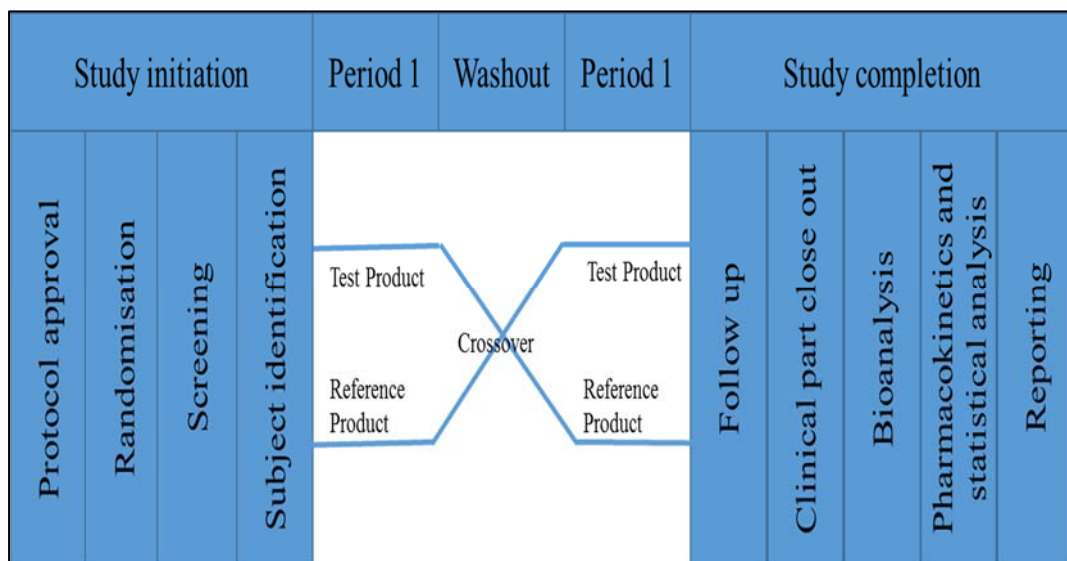 Study initiation
Period 1
Washout
Period 1
Study completion
Protocol approval
Randomisation
Screening
Subject identification
Test Product
Reference
Product
Crossover
Test Product
Reference
Product
Follow up
Clinical part close out
Bioanalysis
Pharmacokinetics and
statistical analysis
Reporting